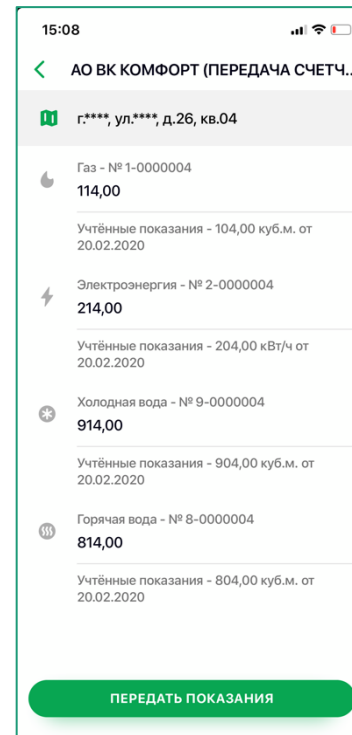 15:08
АО ВК КОМФОРТ (ПЕРЕДАЧА СЧЕТЧ..
г.****, ул.****, д.26, кв.04
Газ - № 1-0000004
114,00
Учтённые показания - 104,00 куб.м. от
20.02.2020
Электроэнергия - № 2-0000004
214,00
Учтённые показания - 204,00 кВт/ч от
20.02.2020
Холодная вода - № 9-0000004
914,00
Учтённые показания - 904,00 куб.м. от
20.02.2020
Горячая вода - № 8-0000004
814,00
Учтённые показания - 804,00 куб.м. от
20.02.2020
ПЕРЕДАТЬ ПОКАЗАНИЯ